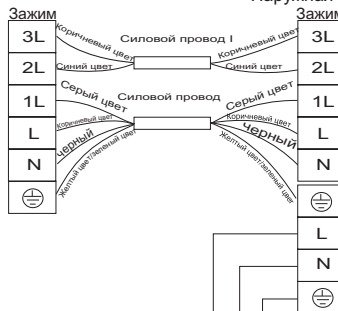 Наружная
Зажим
Зажим
3L
2L
1L
L
N
Коричневый цвет
Силовой провод I
Коричневый цвет
Синий цвет
Синий цвет
Серый цвет
Силовой провод
Серый цвет
Коричневый цвет
Коричневый цвет
черный
черный
Желтый цвет/зеленый цвет
Желтый цвет/зеленый цвет
3L
2L
1L
L
N
L
N